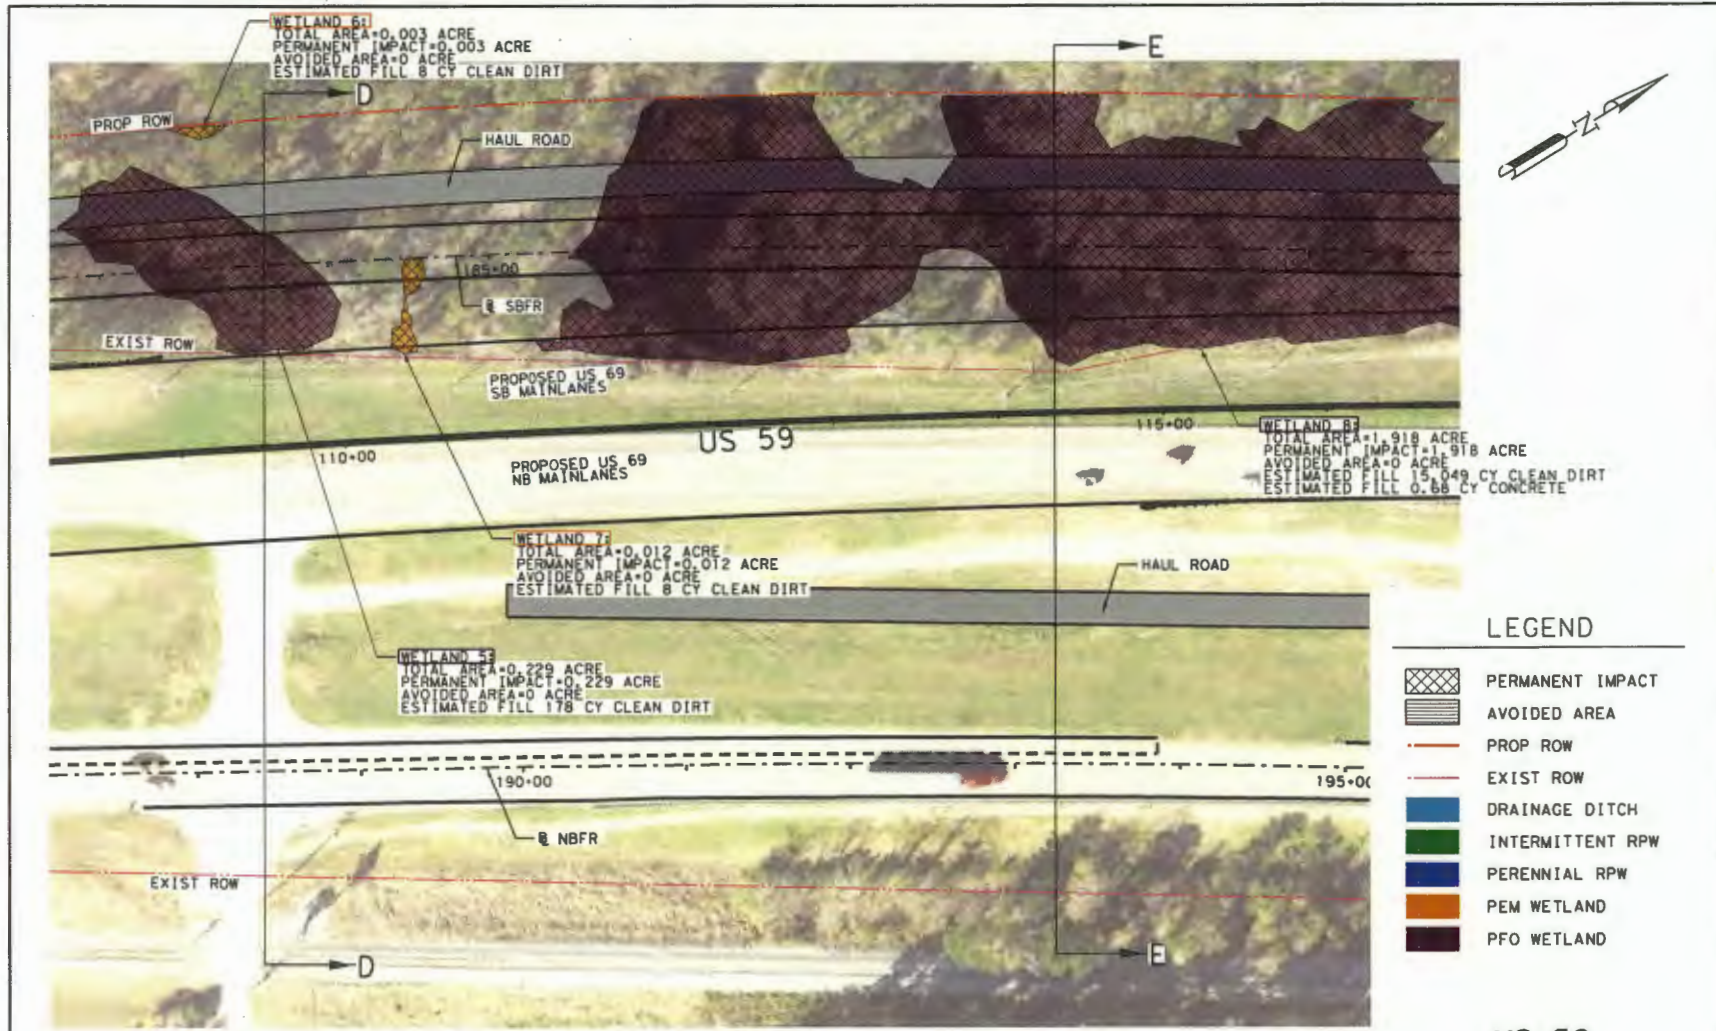 WETLAND 6:
TOTAL AREA=0.003 ACRE
PERMANENT IMPACT=0.003 ACRE
AVOIDED AREA=0 ACRE
ESTIMATED FILL 8 CY CLEAN DIRT
E
D
PROP ROW
HAUL ROAD
N
185+00
℄ SBFR
EXIST ROW
PROPOSED US 69
SB MAINLANES
US 59
115+00
110+00
PROPOSED US 69
NB MAINLANES
WETLAND 8:
TOTAL AREA=1.918 ACRE
PERMANENT IMPACT=1.918 ACRE
AVOIDED AREA=0 ACRE
ESTIMATED FILL 15,049 CY CLEAN DIRT
ESTIMATED FILL 0.68 CY CONCRETE
WETLAND 7:
TOTAL AREA=0.012 ACRE
PERMANENT IMPACT=0.012 ACRE
AVOIDED AREA=0 ACRE
ESTIMATED FILL 8 CY CLEAN DIRT
HAUL ROAD
WETLAND 5:
TOTAL AREA=0.229 ACRE
PERMANENT IMPACT=0.229 ACRE
AVOIDED AREA=0 ACRE
ESTIMATED FILL 178 CY CLEAN DIRT
190+00
195+00
℄ NBFR
EXIST ROW
D
E
LEGEND
PERMANENT IMPACT
AVOIDED AREA
PROP ROW
EXIST ROW
DRAINAGE DITCH
INTERMITTENT RPW
PERENNIAL RPW
PEM WETLAND
PFO WETLAND